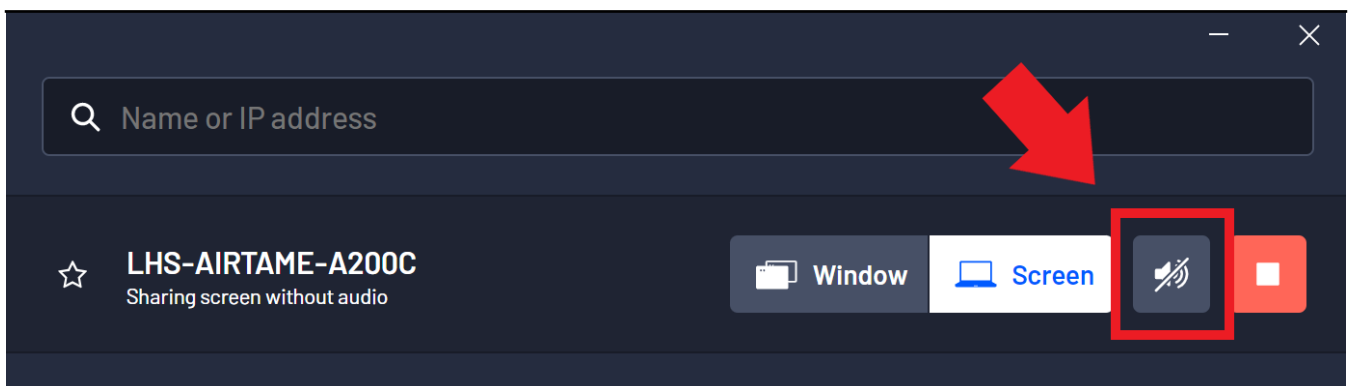 Name or IP address
LHS-AIRTAME-A200C
Sharing screen without audio
Window
Screen